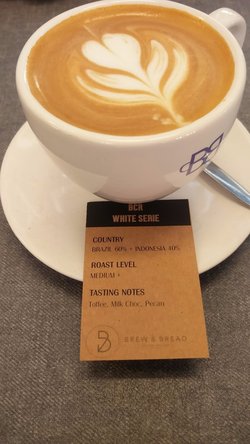 BCR
WHITE SERIE
COUNTRY
BRAZIL 60% + INDONESIA 40%
ROAST LEVEL
MEDIUM +
TASTING NOTES
Toffee, Milk Choc, Pecan
BREW & BREAD